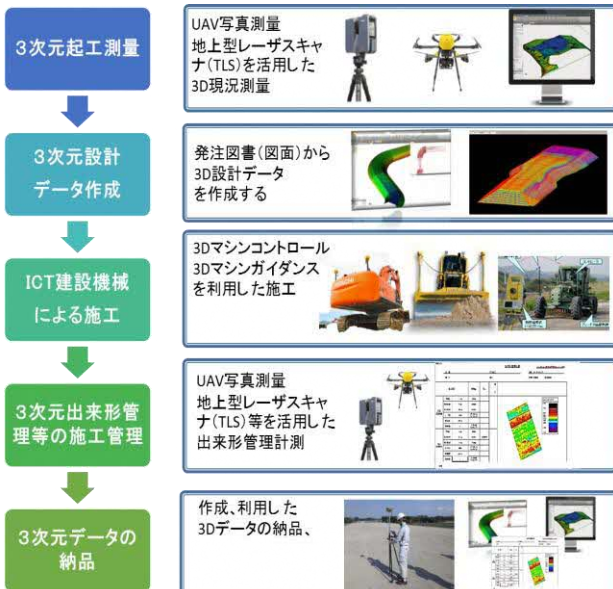 3次元起工測量
UAV写真測量
地上型レーザスキャ
ナ(TLS)を活用した
3D現況測量
3次元設計
データ作成
発注図書(図面)から
3D設計データ
を作成する
ICT建設機械
による施工
3Dマシンコントロール
3Dマシンガイダンス
を利用した施工
3次元出来形管
理等の施工管理
UAV写真測量
地上型レーザスキャ
ナ(TLS)等を活用した
出来形管理計測
3次元データの
納品
作成、利用した
3Dデータの納品、